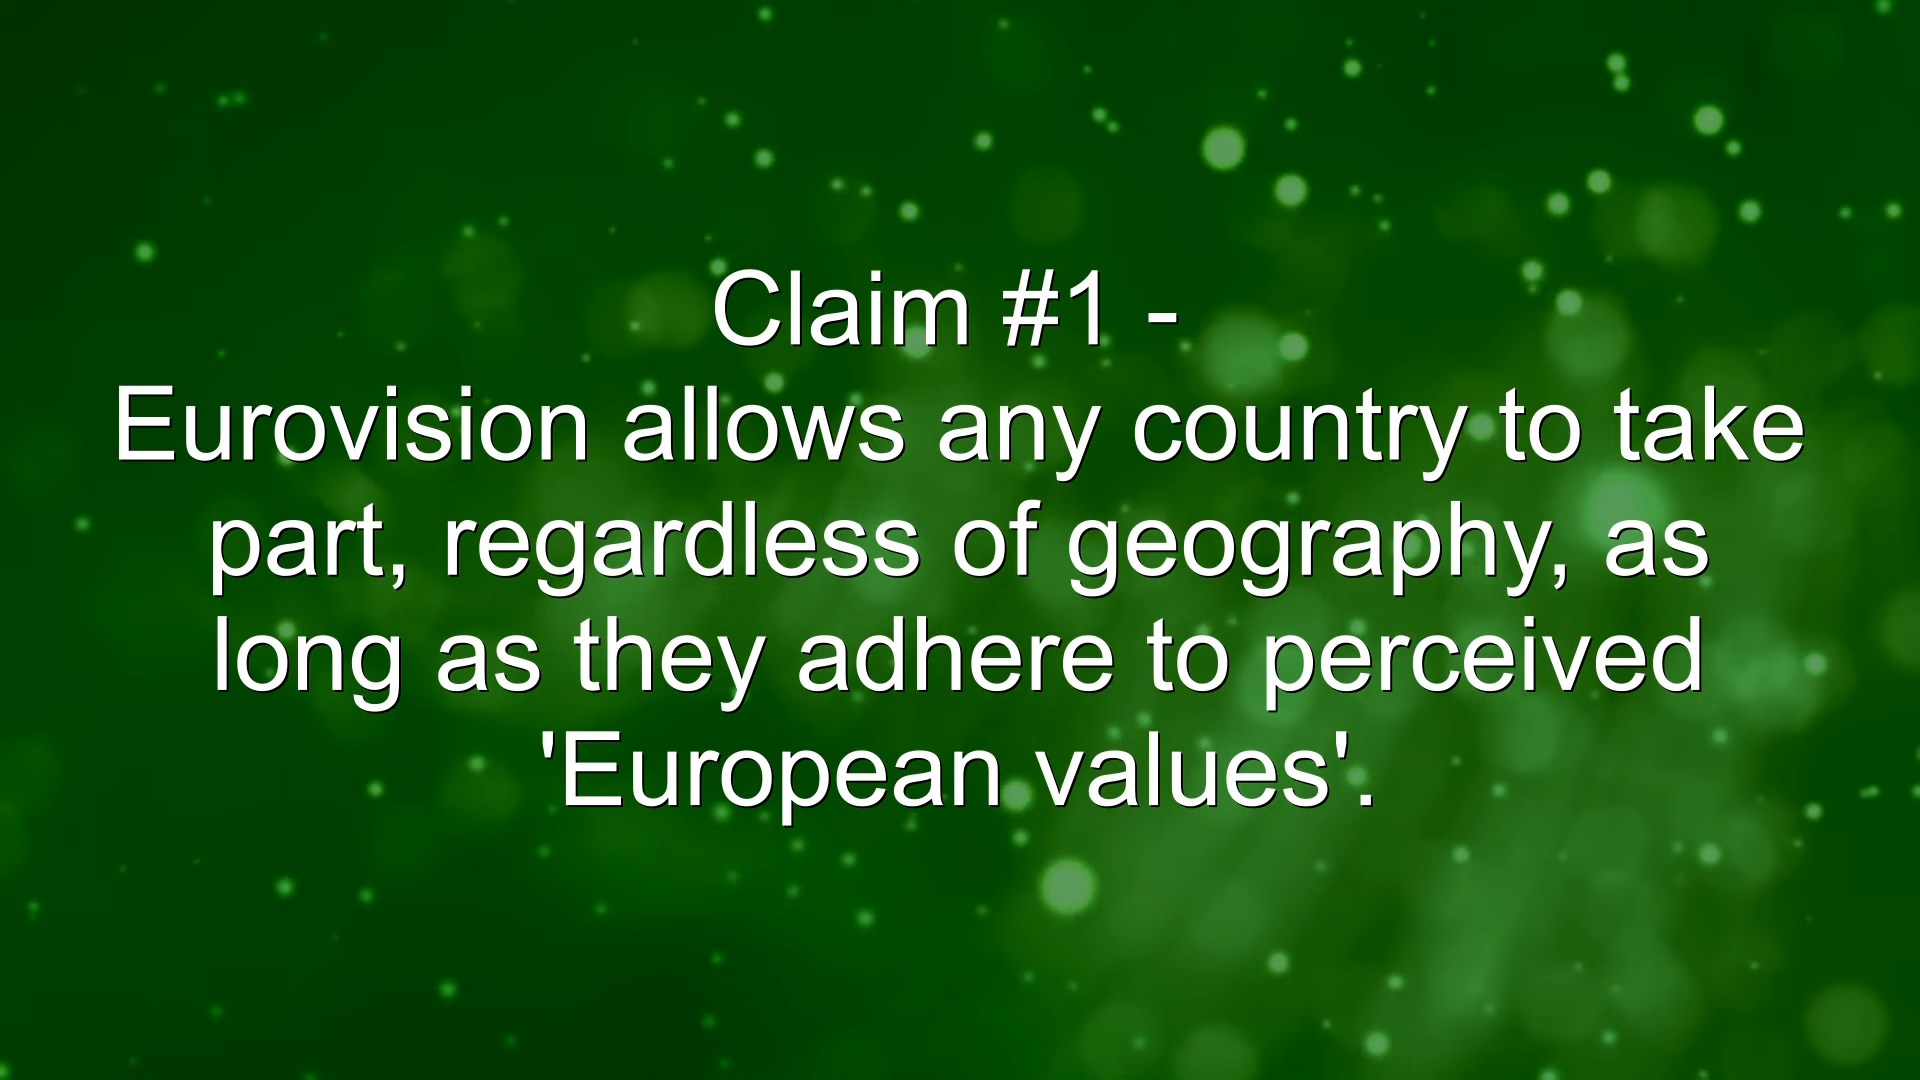 Claim #1 -
Eurovision allows any country to take
part, regardless of geography, as
long as they adhere to perceived
'European values'.